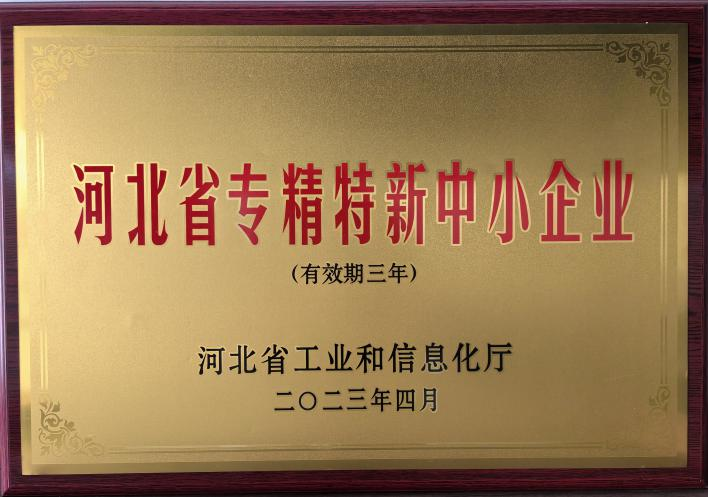 河北省专精特新中小企业
(有效期三年)
河北省工业和信息化厅
二〇二三年四月